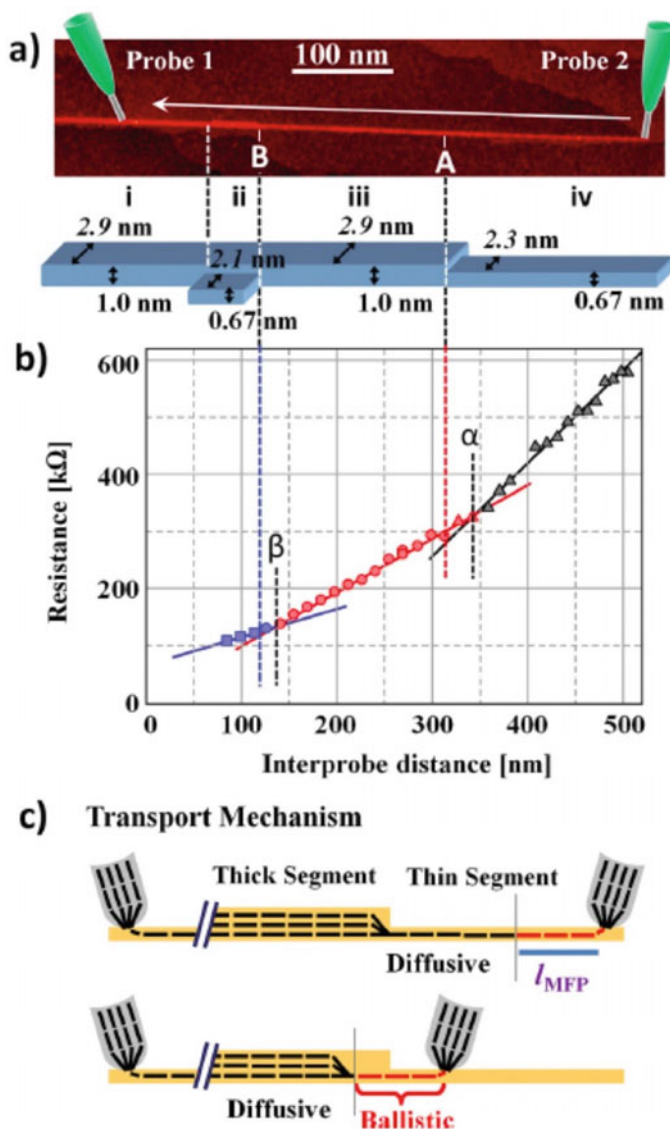 a)
Probe 1
100 nm
Probe 2
B
A
i
ii
iii
iv
2.9 nm
2.9 nm
2.3 nm
2.1 nm
1.0 nm
1.0 nm
0.67 nm
0.67 nm
b)
600
400
200
0
Resistance [kΩ]
α
β
0
100
200
300
400
500
Interprobe distance [nm]
c) Transport Mechanism
Thick Segment
Thin Segment
Diffusive
lMFP
Diffusive
Ballistic